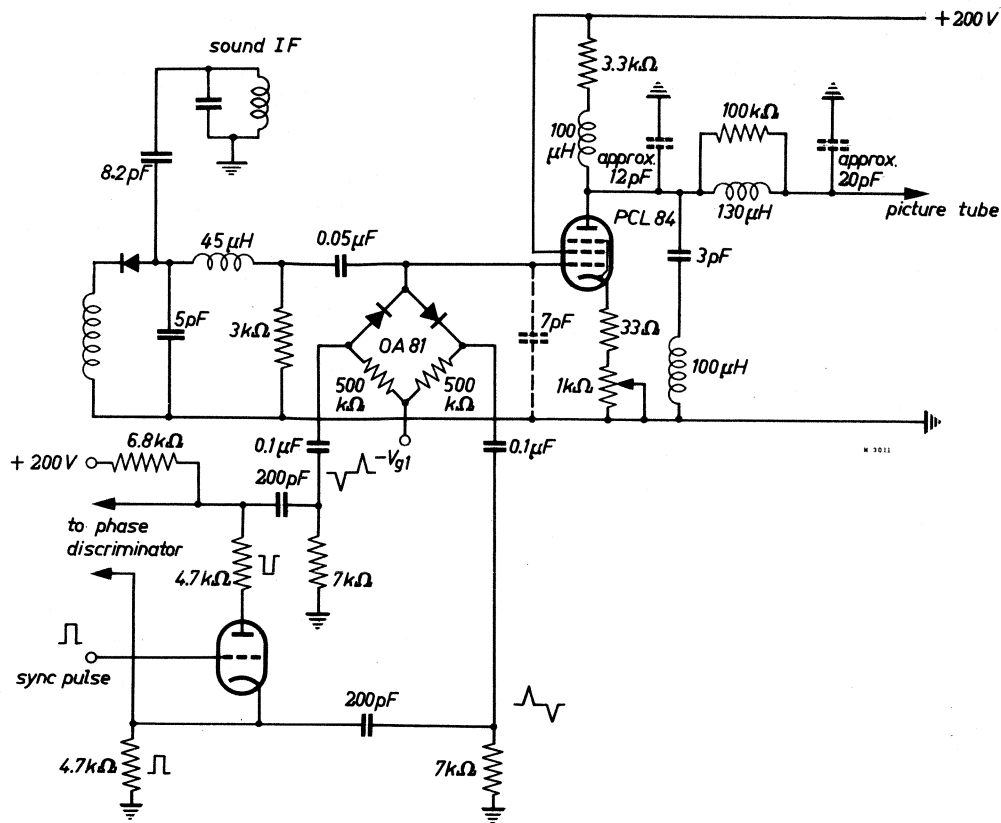 +200V
sound IF
3.3kΩ
100kΩ
100
μH
approx.
12pF
approx.
20pF
8.2pF
PCL 84
130μH
picture tube
45μH
0.05μF
3pF
5pF
3kΩ
7pF
33Ω
OA 81
100μH
500
kΩ
500
kΩ
1kΩ
6.8kΩ
0.1μF
-Vg1
0.1μF
+200V
200pF
N 3011
to phase
discriminator
4.7kΩ
7kΩ
sync pulse
200pF
4.7kΩ
7kΩ